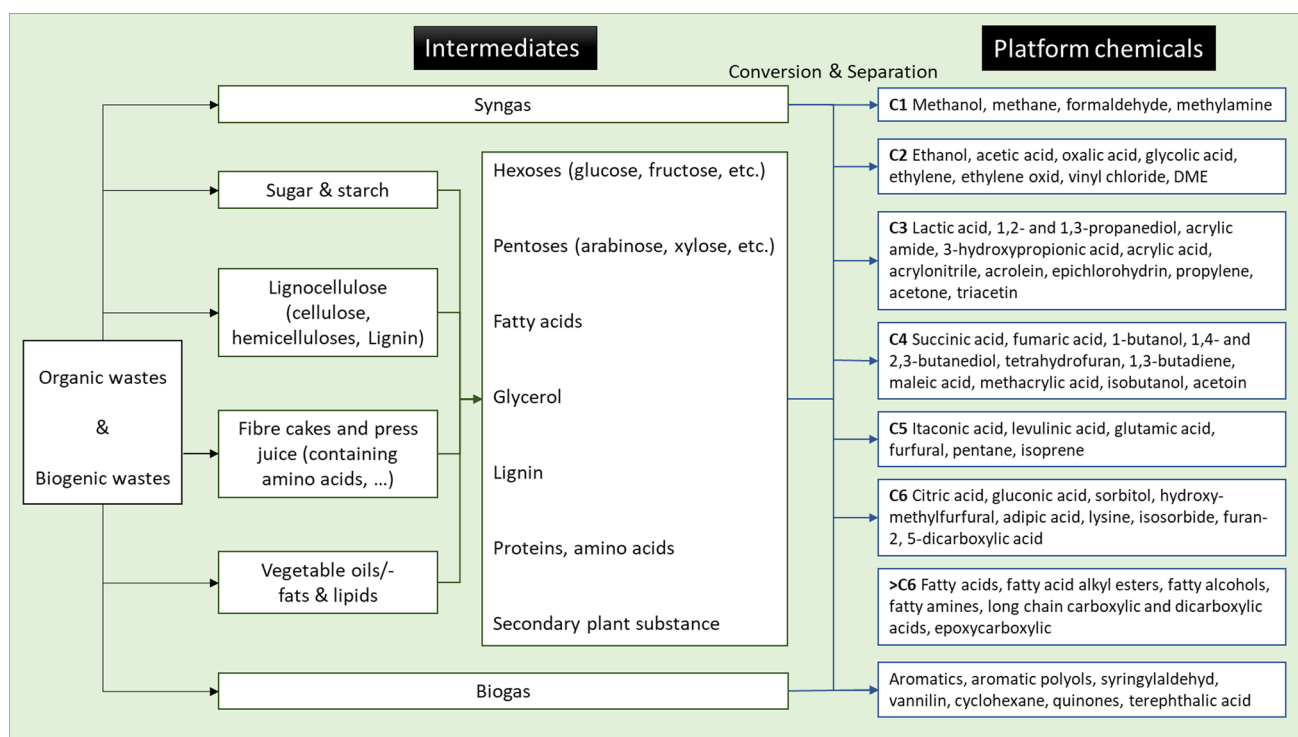 Intermediates
Platform chemicals
Conversion & Separation
Syngas
Sugar & starch
Lignocellulose
(cellulose,
hemicelluloses, Lignin)
Organic wastes
&
Biogenic wastes
Fibre cakes and press
juice (containing
amino acids, ...)
Vegetable oils/-
fats & lipids
Biogas
Hexoses (glucose, fructose, etc.)
Pentoses (arabinose, xylose, etc.)
Fatty acids
Glycerol
Lignin
Proteins, amino acids
Secondary plant substance
C1 Methanol, methane, formaldehyde, methylamine
C2 Ethanol, acetic acid, oxalic acid, glycolic acid,
ethylene, ethylene oxid, vinyl chloride, DME
C3 Lactic acid, 1,2- and 1,3-propanediol, acrylic
amide, 3-hydroxypropionic acid, acrylic acid,
acrylonitrile, acrolein, epichlorohydrin, propylene,
acetone, triacetin
C4 Succinic acid, fumaric acid, 1-butanol, 1,4- and
2,3-butanediol, tetrahydrofuran, 1,3-butadiene,
maleic acid, methacrylic acid, isobutanol, acetoin
C5 Itaconic acid, levulinic acid, glutamic acid,
furfural, pentane, isoprene
C6 Citric acid, gluconic acid, sorbitol, hydroxy-
methylfurfural, adipic acid, lysine, isosorbide, furan-
2, 5-dicarboxylic acid
>C6 Fatty acids, fatty acid alkyl esters, fatty alcohols,
fatty amines, long chain carboxylic and dicarboxylic
acids, epoxycarboxylic
Aromatics, aromatic polyols, syringylaldehyd,
vannilin, cyclohexane, quinones, terephthalic acid